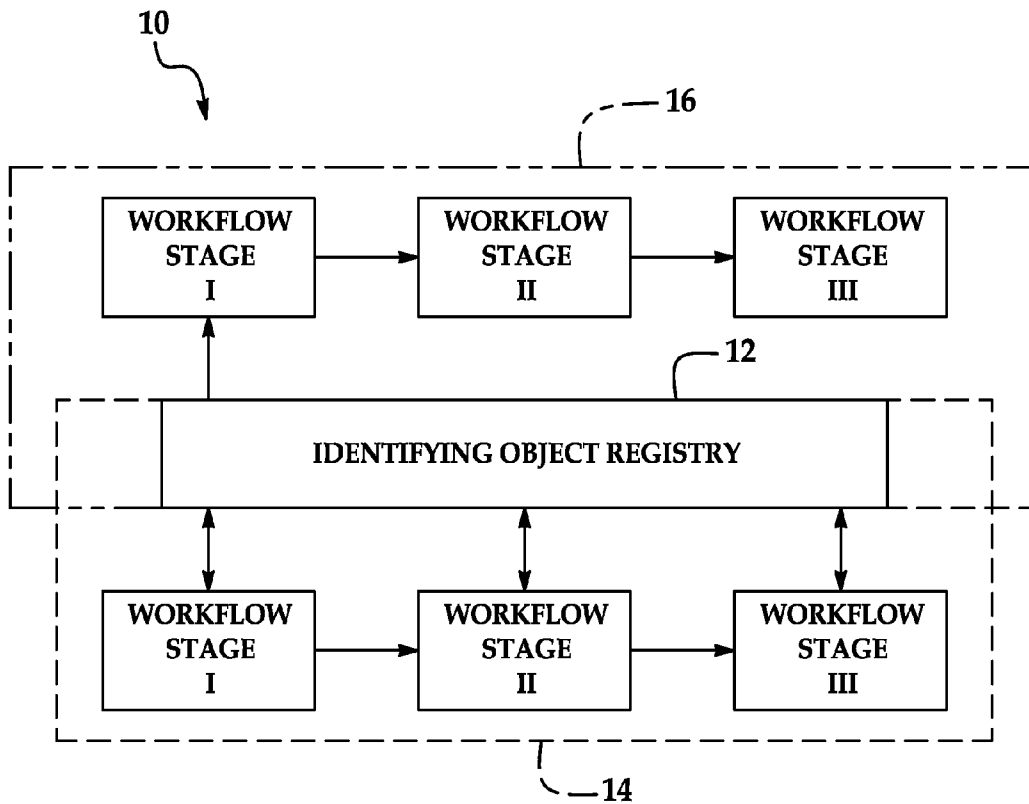 10
16
WORKFLOW
STAGE
I
WORKFLOW
STAGE
II
WORKFLOW
STAGE
III
12
IDENTIFYING OBJECT REGISTRY
WORKFLOW
STAGE
I
WORKFLOW
STAGE
II
WORKFLOW
STAGE
III
14